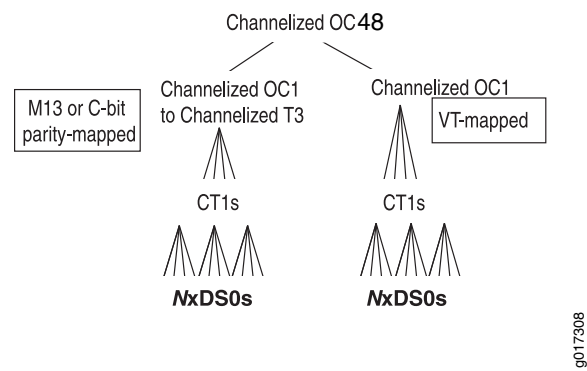 Channelized OC48
M13 or C-bit
parity-mapped
Channelized OC1
to Channelized T3
Channelized OC1
VT-mapped
CT1s
CT1s
NxDS0s
NxDS0s
g017308